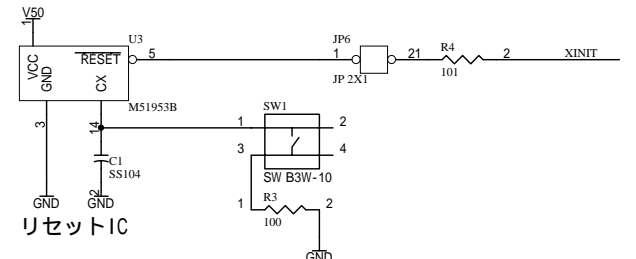 V50
1
U3
RESET
5
VCC
GND
CX
M51953B
JP6
1
21
JP 2X1
R4
2
101
XINIT
3
14
SW1
1
2
3
4
SW B3W-10
C1
SS104
2
GND
GND
R3
1
2
100
GND
リセットIC